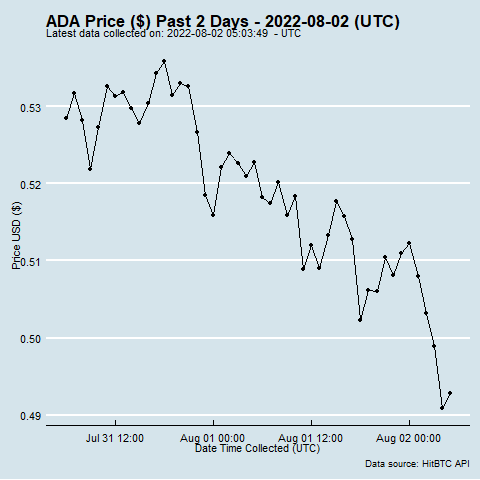 ADA Price ($) Past 2 Days - 2022-08-02 (UTC)
Latest data collected on: 2022-08-02 05:03:49 - UTC
Price USD ($)
0.53
0.52
0.51
0.50
0.49
Jul 31 12:00 Aug 01 00:00 Aug 01 12:00 Aug 02 00:00
Date Time Collected (UTC)
Data source: HitBTC API